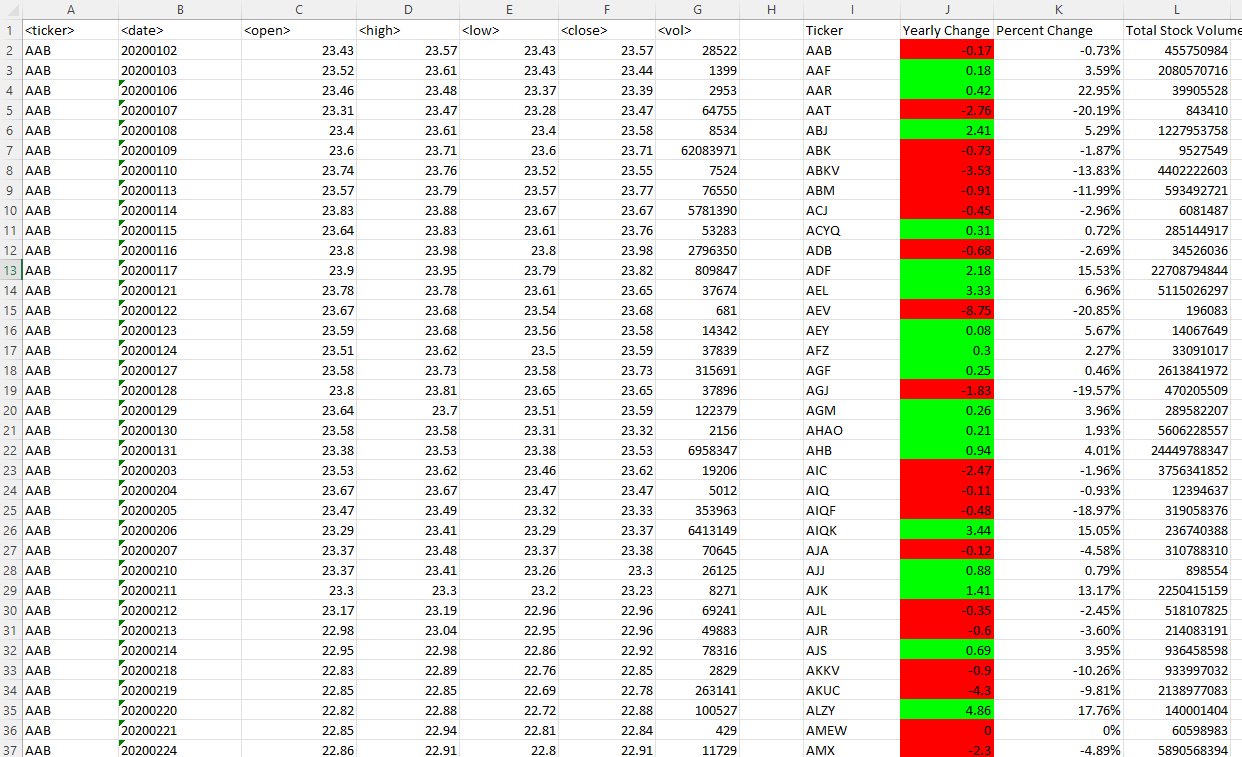 A B C D E F G H I J K L
1 <ticker> <date> <open> <high> <low> <close> <vol> Ticker Yearly Change Percent Change Total Stock Volume
2 AAB 20200102 23.43 23.57 23.43 23.57 28522 AAB -0.17 -0.73% 455750984
3 AAB 20200103 23.52 23.61 23.43 23.44 1399 AAF 0.18 3.59% 2080570716
4 AAB 20200106 23.46 23.48 23.37 23.39 2953 AAR 0.42 22.95% 39905528
5 AAB 20200107 23.31 23.47 23.28 23.47 64755 AAT -2.76 -20.19% 843410
6 AAB 20200108 23.4 23.61 23.4 23.58 8534 ABJ 2.41 5.29% 1227953758
7 AAB 20200109 23.6 23.71 23.6 23.71 62083971 ABK -0.73 -1.87% 9527549
8 AAB 20200110 23.74 23.76 23.52 23.55 7524 ABKV -3.53 -13.83% 4402222603
9 AAB 20200113 23.57 23.79 23.57 23.77 76550 ABM -0.91 -11.99% 593492721
10 AAB 20200114 23.83 23.88 23.67 23.67 5781390 ACJ -0.45 -2.96% 6081487
11 AAB 20200115 23.64 23.83 23.61 23.76 53283 ACYQ 0.31 0.72% 285144917
12 AAB 20200116 23.8 23.98 23.8 23.98 2796350 ADB -0.68 -2.69% 34526036
13 AAB 20200117 23.9 23.95 23.79 23.82 809847 ADF 2.18 15.53% 22708794844
14 AAB 20200121 23.78 23.78 23.61 23.65 37674 AEL 3.33 6.96% 5115026297
15 AAB 20200122 23.67 23.68 23.54 23.68 681 AEV -8.75 -20.85% 196083
16 AAB 20200123 23.59 23.68 23.56 23.58 14342 AEY 0.08 5.67% 14067649
17 AAB 20200124 23.51 23.62 23.5 23.59 37839 AFZ 0.3 2.27% 33091017
18 AAB 20200127 23.58 23.73 23.58 23.73 315691 AGF 0.25 0.46% 2613841972
19 AAB 20200128 23.8 23.81 23.65 23.65 37896 AGJ -1.83 -19.57% 470205509
20 AAB 20200129 23.64 23.7 23.51 23.59 122379 AGM 0.26 3.96% 289582207
21 AAB 20200130 23.58 23.58 23.31 23.32 2156 AHAO 0.21 1.93% 5606228557
22 AAB 20200131 23.38 23.53 23.38 23.53 6958347 AHB 0.94 4.01% 24449788347
23 AAB 20200203 23.53 23.62 23.46 23.62 19206 AIC -2.47 -1.96% 3756341852
24 AAB 20200204 23.67 23.67 23.47 23.47 5012 AIQ -0.11 -0.93% 12394637
25 AAB 20200205 23.47 23.49 23.32 23.33 353963 AIQF -0.48 -18.97% 319058376
26 AAB 20200206 23.29 23.41 23.29 23.37 6413149 AIQK 3.44 15.05% 236740388
27 AAB 20200207 23.37 23.48 23.37 23.38 70645 AJA -0.12 -4.58% 310788310
28 AAB 20200210 23.37 23.41 23.26 23.3 26125 AJJ 0.88 0.79% 898554
29 AAB 20200211 23.3 23.3 23.2 23.23 8271 AJK 1.41 13.17% 2250415159
30 AAB 20200212 23.17 23.19 22.96 22.96 69241 AJL -0.35 -2.45% 518107825
31 AAB 20200213 22.98 23.04 22.95 22.96 49883 AJR -0.6 -3.60% 214083191
32 AAB 20200214 22.95 22.98 22.86 22.92 78316 AJS 0.69 3.95% 936458598
33 AAB 20200218 22.83 22.89 22.76 22.85 2829 AKKV -0.9 -10.26% 933997032
34 AAB 20200219 22.85 22.85 22.69 22.78 263141 AKUC -4.3 -9.81% 2138977083
35 AAB 20200220 22.82 22.88 22.72 22.88 100527 ALZY 4.86 17.76% 140001404
36 AAB 20200221 22.85 22.94 22.81 22.84 429 AMEW 0 0% 60598983
37 AAB 20200224 22.86 22.91 22.8 22.91 11729 AMX -2.3 -4.89% 5890568394